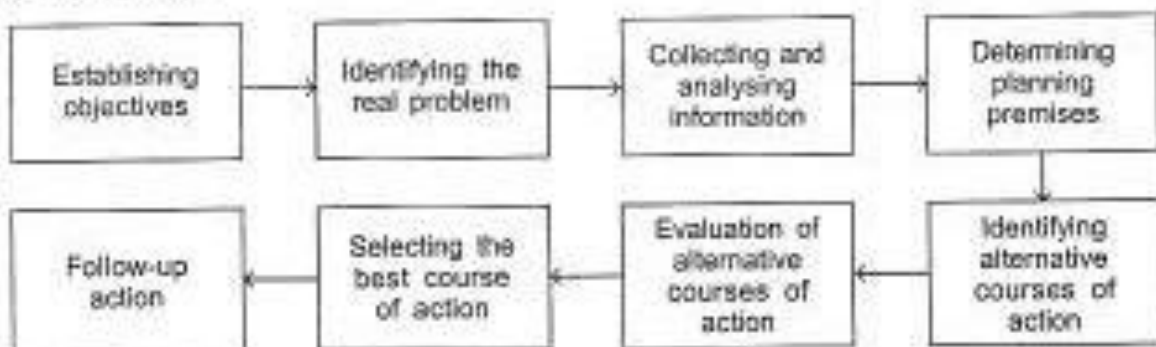 Establishing
objectives
Identifying the
real problem
Collecting and
analysing
information
Determining
planning
premises
Identifying
alternative
courses of
action
Evaluation of
alternative
courses of
action
Selecting the
best course
of action
Follow-up
action